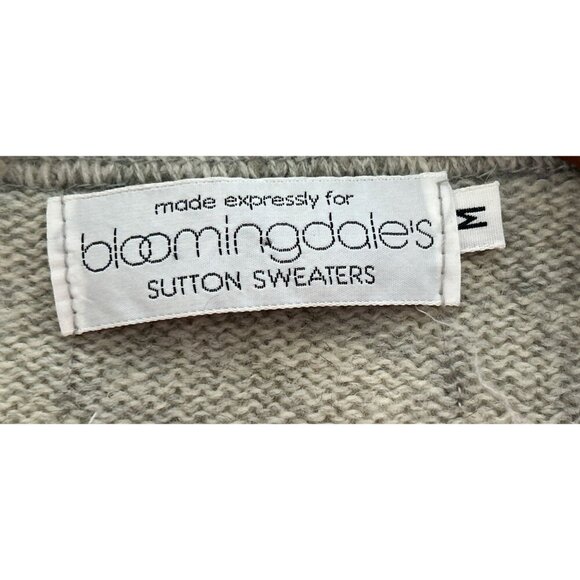 made expressly for
bloomingdale's
SUTTON SWEATERS
M